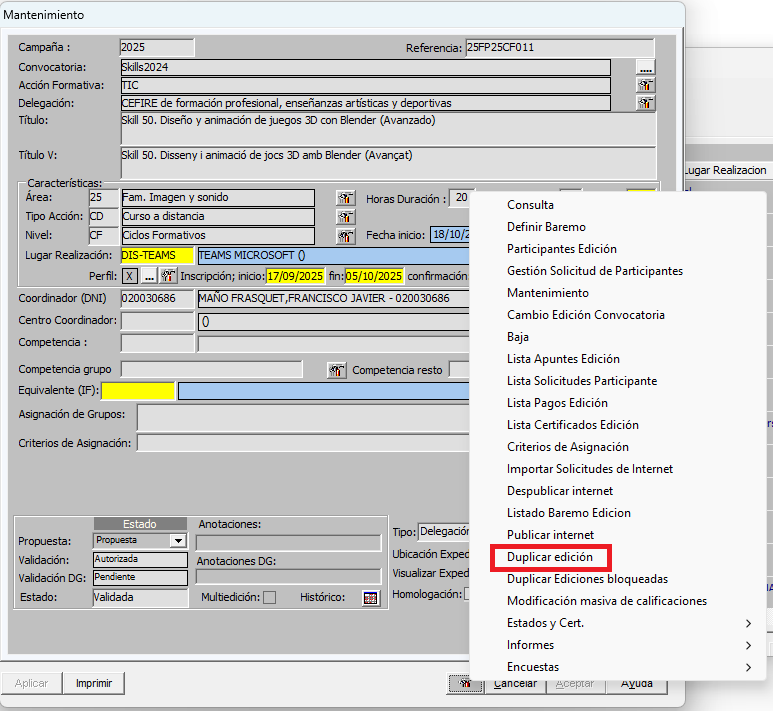 Mantenimiento
Campaña : 2025 Referencia: 25FP25CF011
Convocatoria: Skills2024 ....
Acción Formativa: TIC
Delegación: CEFIRE de formación profesional, enseñanzas artísticas y deportivas
Título: Skill 50. Diseño y animación de juegos 3D con Blender (Avanzado)
Título V: Skill 50. Disseny i animació de jocs 3D amb Blender (Avançat)
Lugar Realizacion
Características:
Área: 25 Fam. Imagen y sonido Horas Duración : 20
Tipo Acción: CD Curso a distancia
Nivel: CF Ciclos Formativos Fecha inicio: 18/10/2
Lugar Realización: DIS-TEAMS TEAMS MICROSOFT ()
Perfil: X ... Inscripción; inicio: 17/09/2025 fin: 05/10/2025 confirmación
Coordinador (DNI) 020030686 MAÑO FRASQUET,FRANCISCO JAVIER - 020030686
Centro Coordinador: ()
Competencia :
Competencia grupo Competencia resto
Equivalente (IF):
Asignación de Grupos:
Criterios de Asignación:
Estado Anotaciones:
Propuesta: Propuesta
Validación: Autorizada Anotaciones DG:
Validación DG: Pendiente
Estado: Validada Multiedición: Histórico:
Tipo: Delegación
Ubicación Exped
Visualizar Exped
Homologación:
Aplicar Imprimir Cancelar Aceptar Ayuda
Consulta
Definir Baremo
Participantes Edición
Gestión Solicitud de Participantes
Mantenimiento
Cambio Edición Convocatoria
Baja
Lista Apuntes Edición
Lista Solicitudes Participante
Lista Pagos Edición
Lista Certificados Edición
Criterios de Asignación
Importar Solicitudes de Internet
Despublicar internet
Listado Baremo Edicion
Publicar internet
Duplicar edición
Duplicar Ediciones bloqueadas
Modificación masiva de calificaciones
Estados y Cert.
Informes
Encuestas